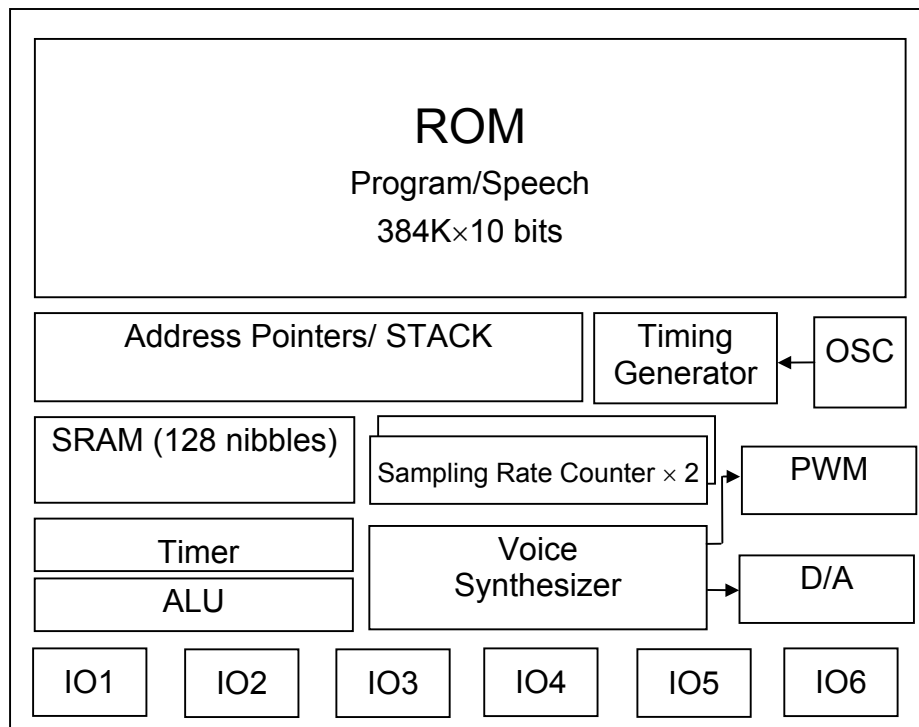 ROM
Program/Speech
384K×10 bits
Address Pointers/ STACK
Timing
Generator
OSC
SRAM (128 nibbles)
Sampling Rate Counter × 2
PWM
Timer
Voice
Synthesizer
D/A
ALU
IO1
IO2
IO3
IO4
IO5
IO6